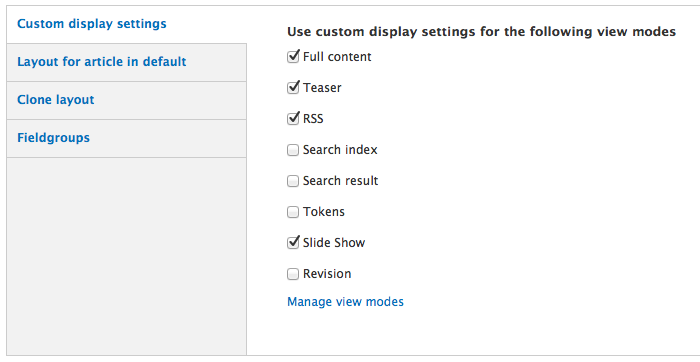 Custom display settings
Layout for article in default
Clone layout
Fieldgroups
Use custom display settings for the following view modes
Full content
Teaser
RSS
Search index
Search result
Tokens
Slide Show
Revision
Manage view modes